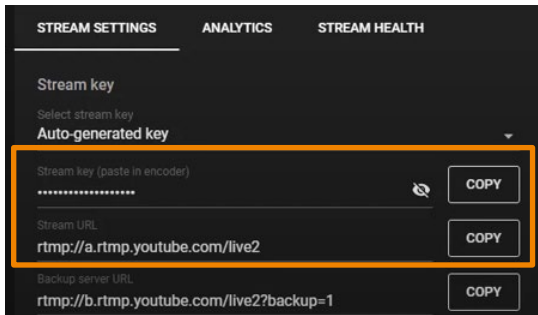 STREAM SETTINGS ANALYTICS STREAM HEALTH
Stream key
Select stream key
Auto-generated key
Stream key (paste in encoder)
•••••••••••••••••••
COPY
Stream URL
rtmp://a.rtmp.youtube.com/live2
COPY
Backup server URL
rtmp://b.rtmp.youtube.com/live2?backup=1
COPY